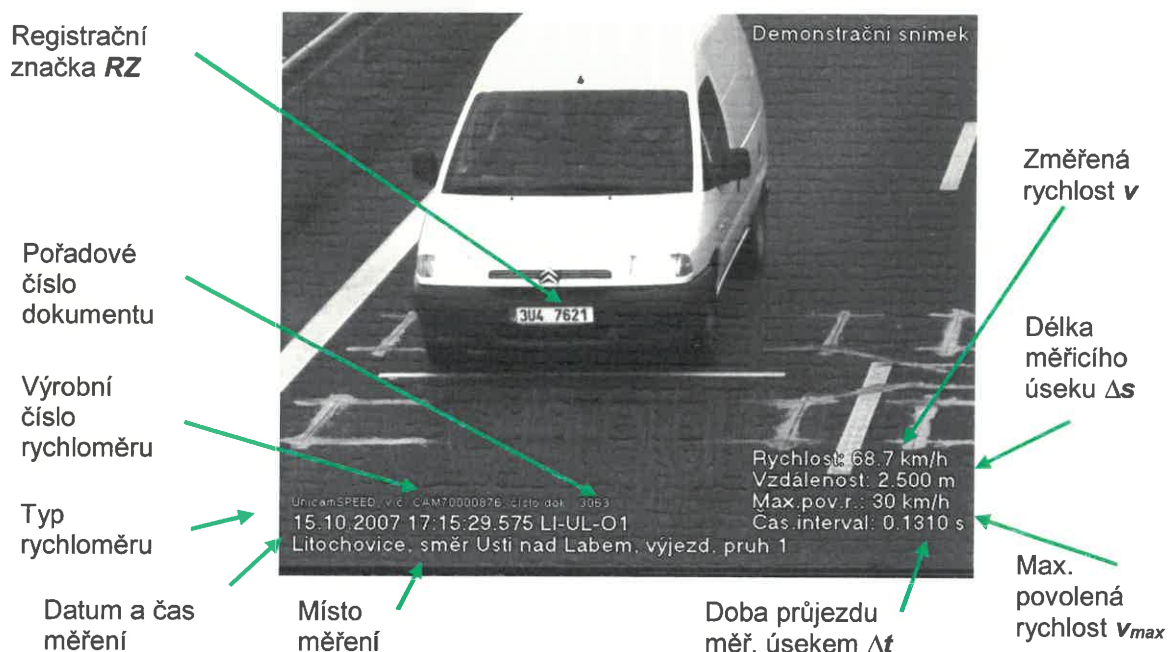 Registrační
značka RZ
Demonstrační snímek
Změřená
rychlost v
Pořadové
číslo
dokumentu
3U4 7621
Délka
měřicího
úseku Δs
Výrobní
číslo
rychloměru
Rychlost: 68.7 km/h
Vzdálenost: 2.500 m
Max.pov.r.: 30 km/h
Čas.interval: 0.1310 s
UnicamSPEED, v.č. CAM70000876, číslo dok. 3063
15.10.2007 17:15:29.575 LI-UL-O1
Litochovice, směr Usti nad Labem, výjezd, pruh 1
Typ
rychloměru
Datum a čas
měření
Místo
měření
Doba průjezdu
měř. úsekem Δt
Max.
povolená
rychlost vmax